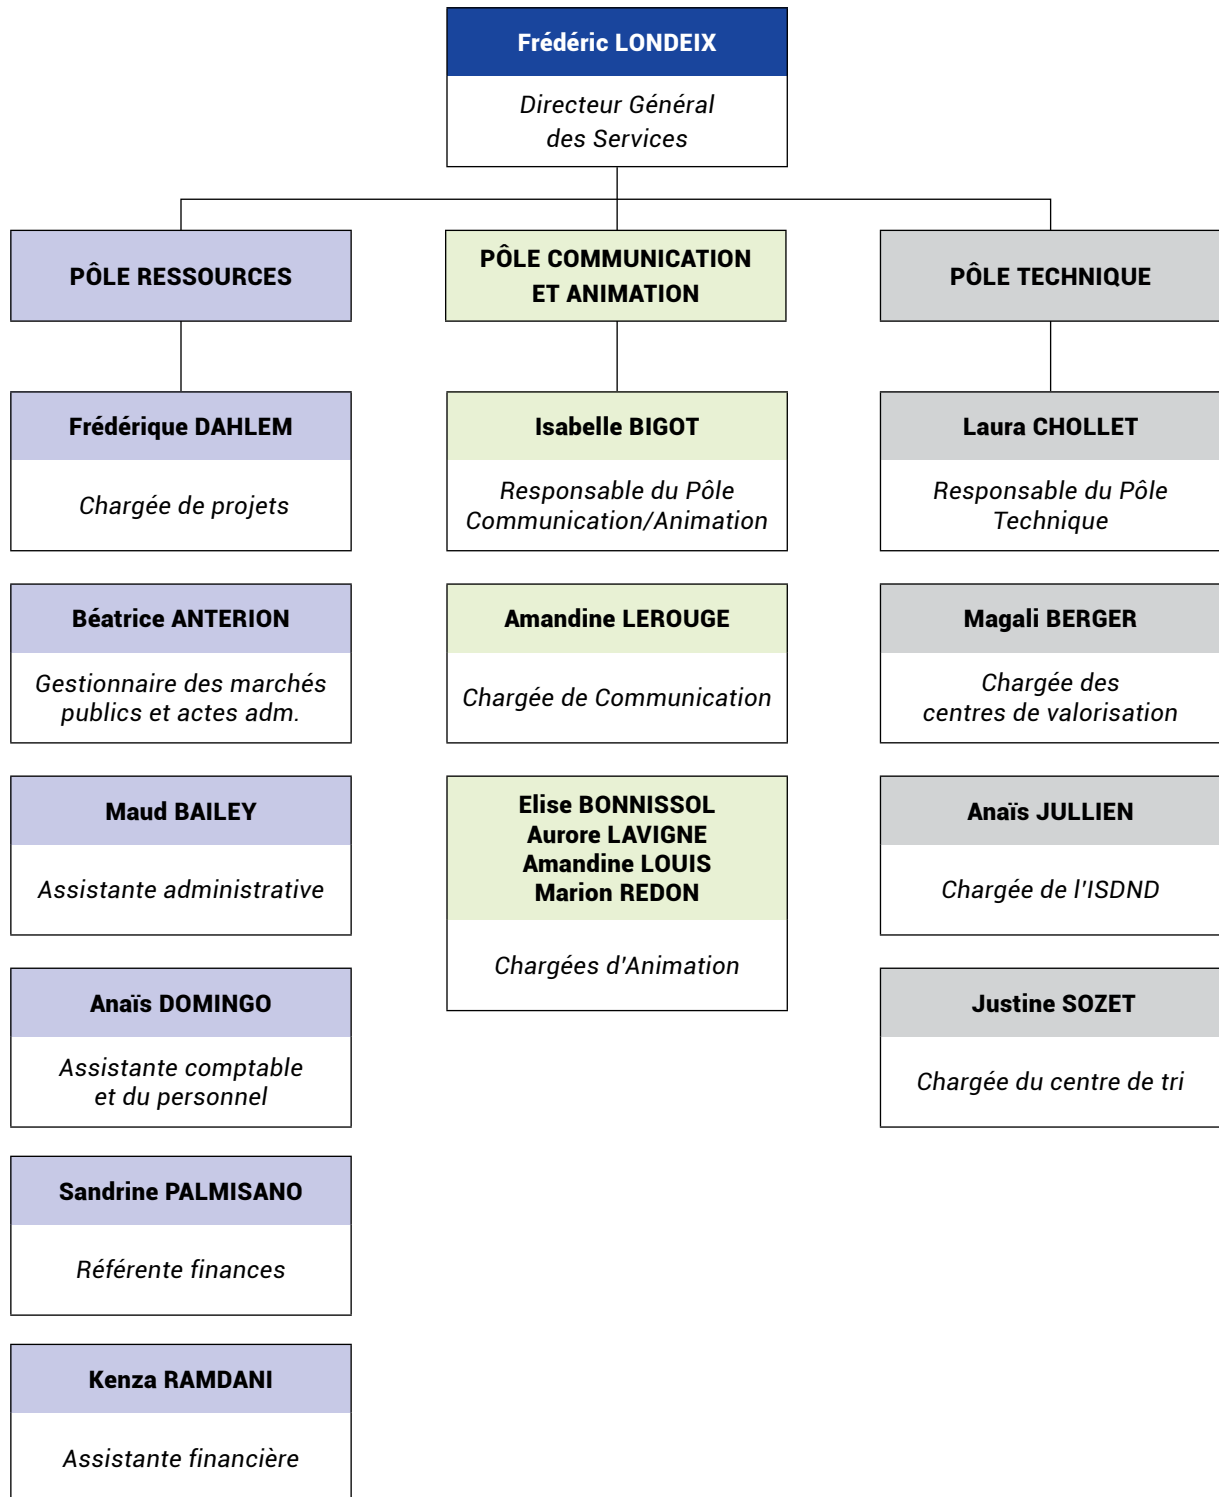 Frédéric LONDEIX
Directeur Général
des Services
PÔLE RESSOURCES
Frédérique DAHLEM
Chargée de projets
Béatrice ANTERION
Gestionnaire des marchés
publics et actes adm.
Maud BAILEY
Assistante administrative
Anaïs DOMINGO
Assistante comptable
et du personnel
Sandrine PALMISANO
Référente finances
Kenza RAMDANI
Assistante financière
PÔLE COMMUNICATION
ET ANIMATION
Isabelle BIGOT
Responsable du Pôle
Communication/Animation
Amandine LEROUGE
Chargée de Communication
Elise BONNISSOL
Aurore LAVIGNE
Amandine LOUIS
Marion REDON
Chargées d'Animation
PÔLE TECHNIQUE
Laura CHOLLET
Responsable du Pôle
Technique
Magali BERGER
Chargée des
centres de valorisation
Anaïs JULLIEN
Chargée de l'ISDND
Justine SOZET
Chargée du centre de tri